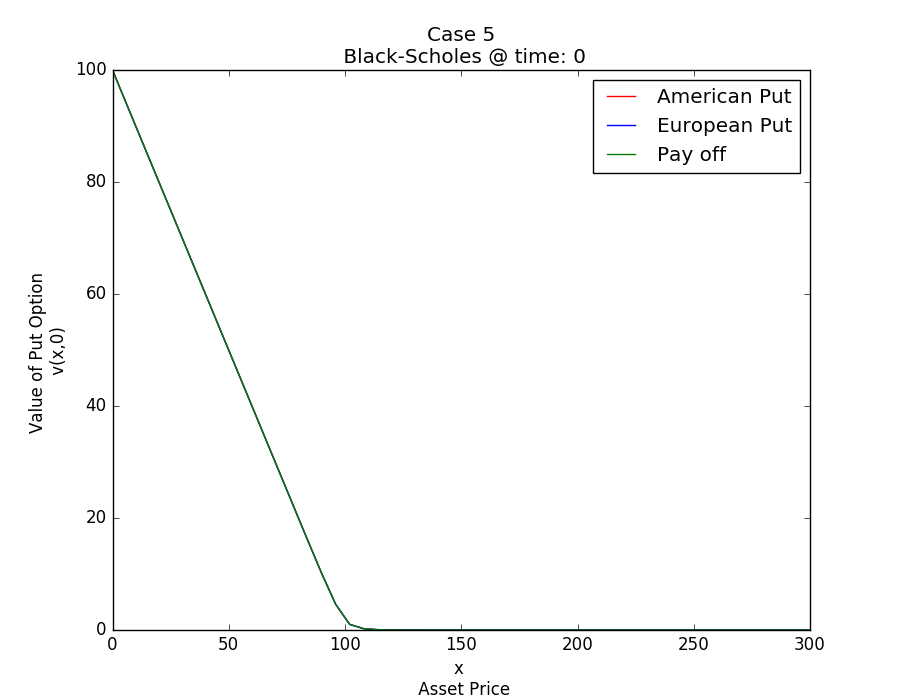 Case 5
Black-Scholes @ time: 0
100
80
60
40
20
0
Value of Put Option
v(x,0)
American Put
European Put
Pay off
0
50
100
150
200
250
300
x
Asset Price